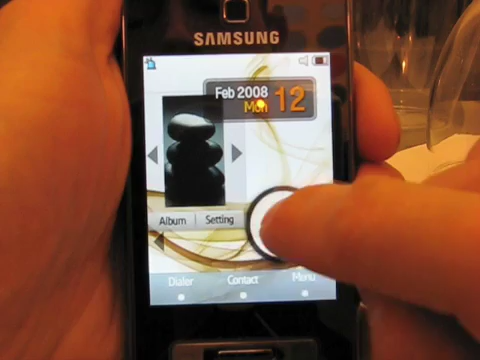 SAMSUNG
Feb 2008
Mon
12
Album
Setting
Dialer
Contact
Menu